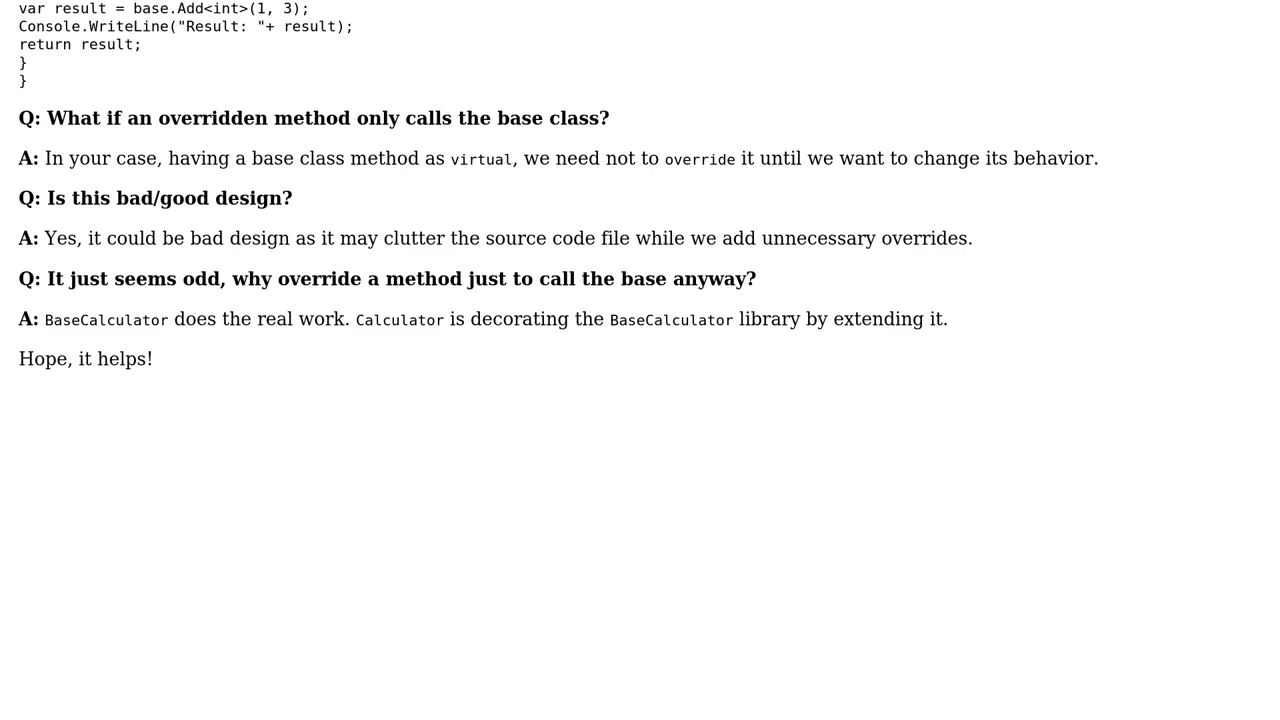 var result = base.Add<int>(1, 3);
Console.WriteLine("Result: "+ result);
return result;
}
}
Q: What if an overridden method only calls the base class?
A: In your case, having a base class method as virtual, we need not to override it until we want to change its behavior.
Q: Is this bad/good design?
A: Yes, it could be bad design as it may clutter the source code file while we add unnecessary overrides.
Q: It just seems odd, why override a method just to call the base anyway?
A: BaseCalculator does the real work. Calculator is decorating the BaseCalculator library by extending it.
Hope, it helps!